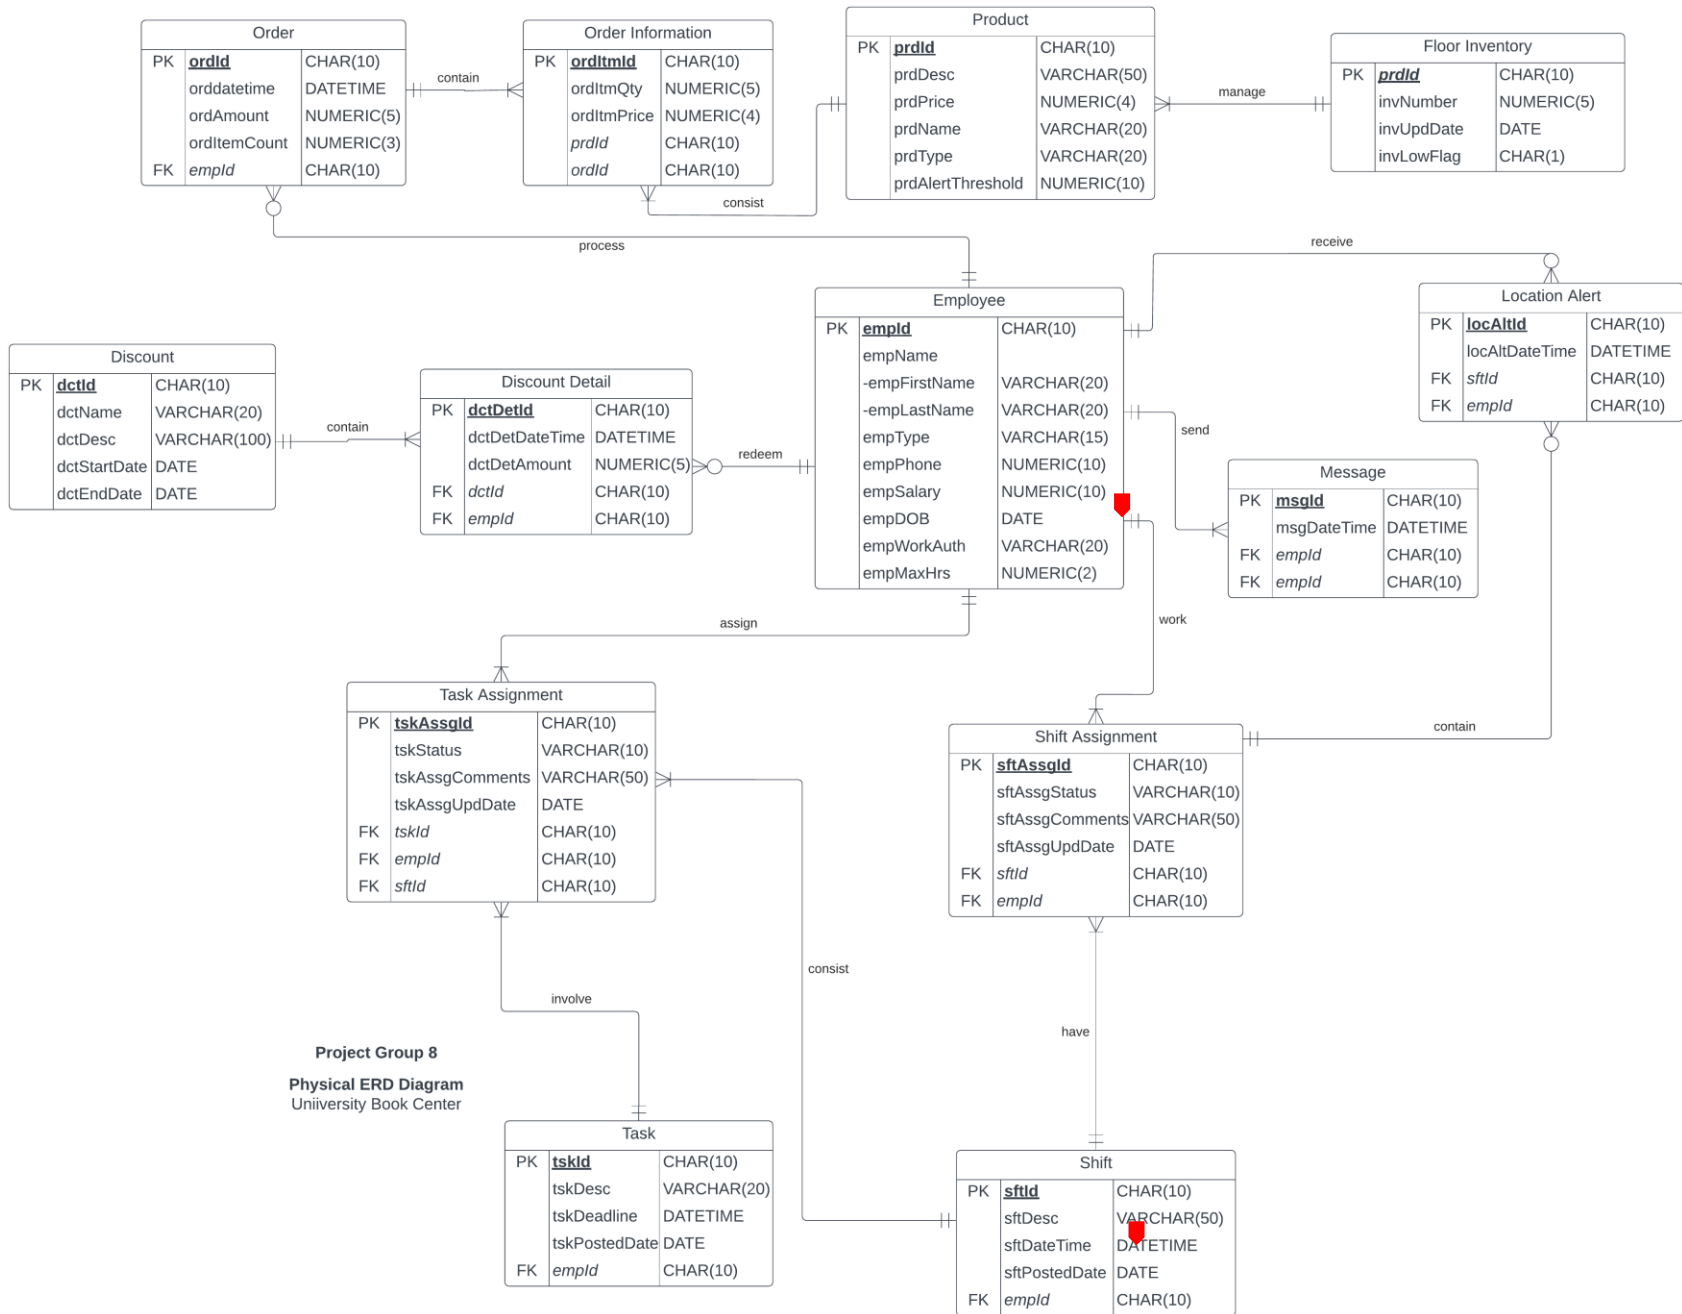 Order
PK ordId CHAR(10)
orddatetime DATETIME
ordAmount NUMERIC(5)
ordItemCount NUMERIC(3)
FK empId CHAR(10)
contain
Order Information
PK ordItmId CHAR(10)
ordItmQty NUMERIC(5)
ordItmPrice NUMERIC(4)
prdId CHAR(10)
ordId CHAR(10)
consist
Product
PK prdId CHAR(10)
prdDesc VARCHAR(50)
prdPrice NUMERIC(4)
prdName VARCHAR(20)
prdType VARCHAR(20)
prdAlertThreshold NUMERIC(10)
manage
Floor Inventory
PK prdId CHAR(10)
invNumber NUMERIC(5)
invUpdDate DATE
invLowFlag CHAR(1)
process
receive
Employee
PK empId CHAR(10)
empName
-empFirstName VARCHAR(20)
-empLastName VARCHAR(20)
empType VARCHAR(15)
empPhone NUMERIC(10)
empSalary NUMERIC(10)
empDOB DATE
empWorkAuth VARCHAR(20)
empMaxHrs NUMERIC(2)
Location Alert
PK locAltId CHAR(10)
locAltDateTime DATETIME
FK sftId CHAR(10)
FK empId CHAR(10)
Discount
PK dctId CHAR(10)
dctName VARCHAR(20)
dctDesc VARCHAR(100)
dctStartDate DATE
dctEndDate DATE
contain
Discount Detail
PK dctDetId CHAR(10)
dctDetDateTime DATETIME
dctDetAmount NUMERIC(5)
FK dctId CHAR(10)
FK empId CHAR(10)
redeem
send
Message
PK msgId CHAR(10)
msgDateTime DATETIME
FK empId CHAR(10)
FK empId CHAR(10)
assign
work
Task Assignment
PK tskAssgId CHAR(10)
tskStatus VARCHAR(10)
tskAssgComments VARCHAR(50)
tskAssgUpdDate DATE
FK tskId CHAR(10)
FK empId CHAR(10)
FK sftId CHAR(10)
Shift Assignment
PK sftAssgId CHAR(10)
sftAssgStatus VARCHAR(10)
sftAssgComments VARCHAR(50)
sftAssgUpdDate DATE
FK sftId CHAR(10)
FK empId CHAR(10)
contain
consist
involve
have
Project Group 8
Physical ERD Diagram
Uniiversity Book Center
Task
PK tskId CHAR(10)
tskDesc VARCHAR(20)
tskDeadline DATETIME
tskPostedDate DATE
FK empId CHAR(10)
Shift
PK sftId CHAR(10)
sftDesc VARCHAR(50)
sftDateTime DATETIME
sftPostedDate DATE
FK empId CHAR(10)